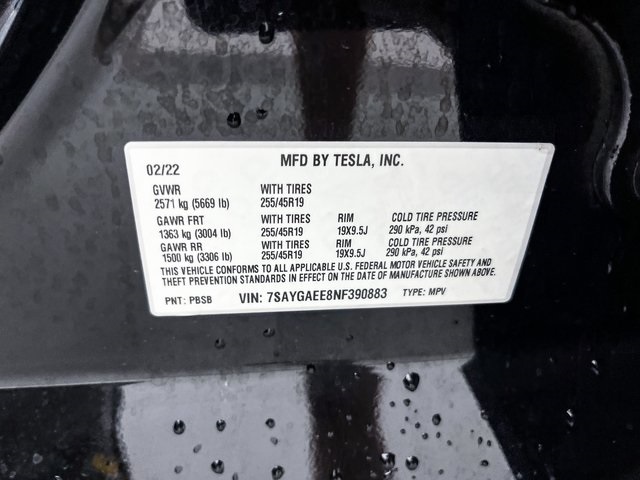 MFD BY TESLA, INC.
02/22
GVWR WITH TIRES
2571 kg (5669 lb) 255/45R19
GAWR FRT WITH TIRES RIM COLD TIRE PRESSURE
1363 kg (3004 lb) 255/45R19 19X9.5J 290 kPa, 42 psi
GAWR RR WITH TIRES RIM COLD TIRE PRESSURE
1500 kg (3306 lb) 255/45R19 19X9.5J 290 kPa, 42 psi
THIS VEHICLE CONFORMS TO ALL APPLICABLE U.S. FEDERAL MOTOR VEHICLE SAFETY AND
THEFT PREVENTION STANDARDS IN EFFECT ON THE DATE OF MANUFACTURE SHOWN ABOVE.
PNT: PBSB VIN: 7SAYGAEE8NF390883 TYPE: MPV